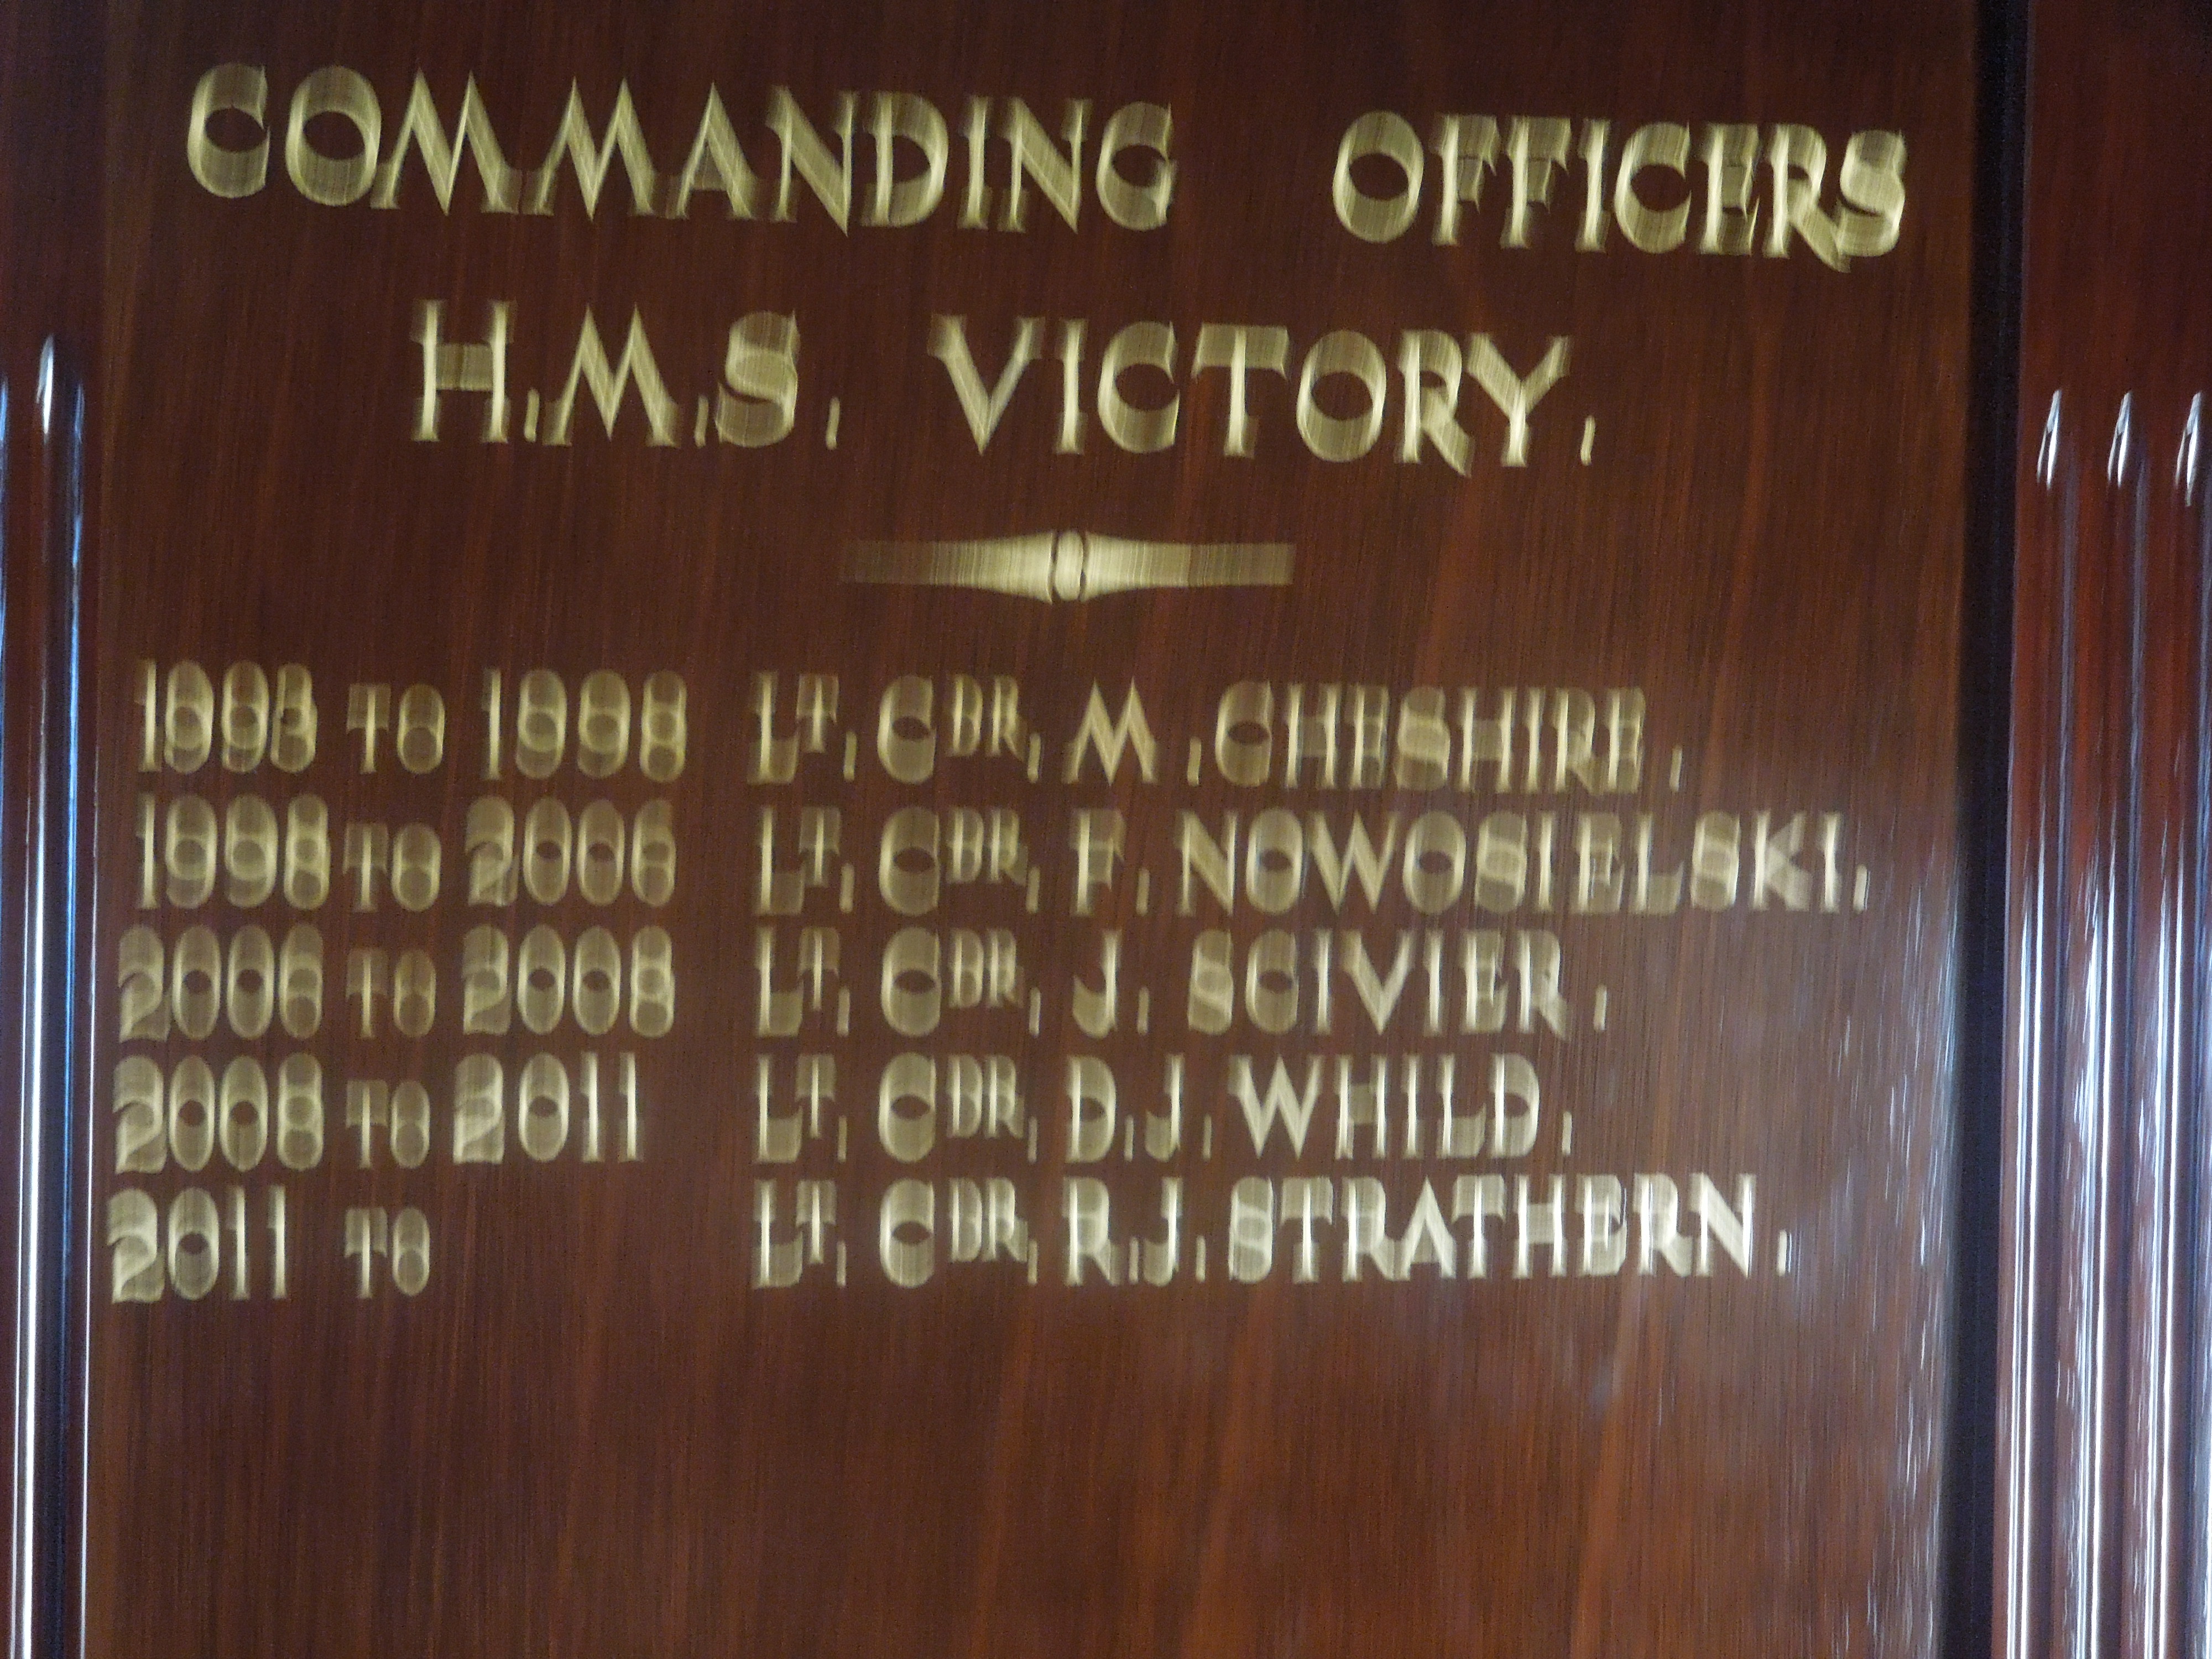 COMMANDING OFFICERS
H.M.S. VICTORY.
1993 TO 1998 LT. CDR. M. CHESHIRE.
1998 TO 2006 LT. CDR. F. NOWOSIELSKI.
2006 TO 2008 LT. CDR. J. SCIVIER.
2008 TO 2011 LT. CDR. D.J. WHILD.
2011 TO LT. CDR. R.J. STRATHERN.